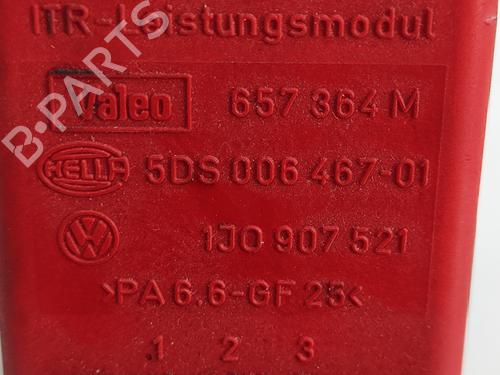 ITR-Leistungsmodul
Valeo 657 364 M
HELLA 5DS 006 467-01
VW 1J0 907 521
>PA 6.6-GF 25<
1 2 3
B-PARTS